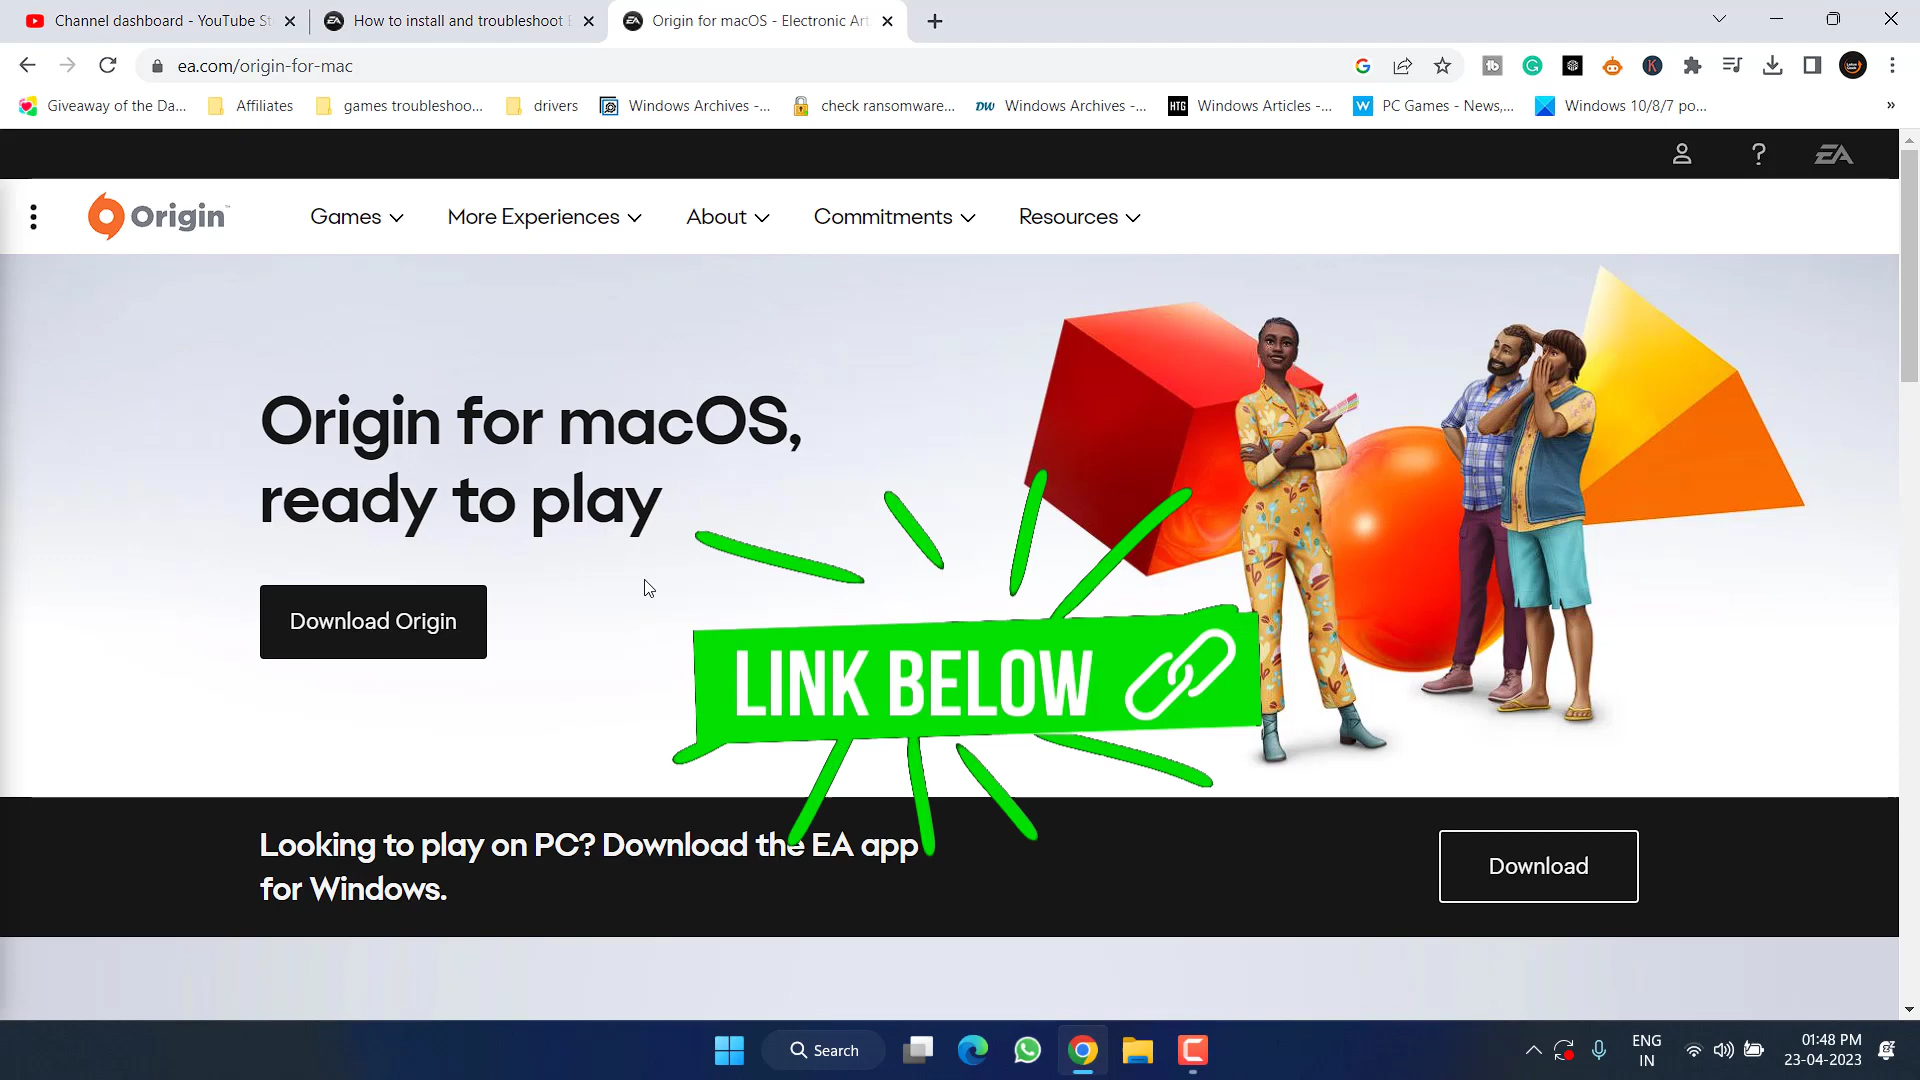 Channel dashboard - YouTube St
How to install and troubleshoot E
Origin for macOS - Electronic Art
ea.com/origin-for-mac
Giveaway of the Da...
Affiliates
games troubleshoo...
drivers
Windows Archives -...
check ransomware...
DW Windows Archives -...
HTG Windows Articles -...
W PC Games - News,...
Windows 10/8/7 po...
»
? EA
Origin™
Games
More Experiences
About
Commitments
Resources
Origin for macOS,
ready to play
Download Origin
LINK BELOW
Looking to play on PC? Download the EA app
for Windows.
Download
Search
ENG
IN
01:48 PM
23-04-2023